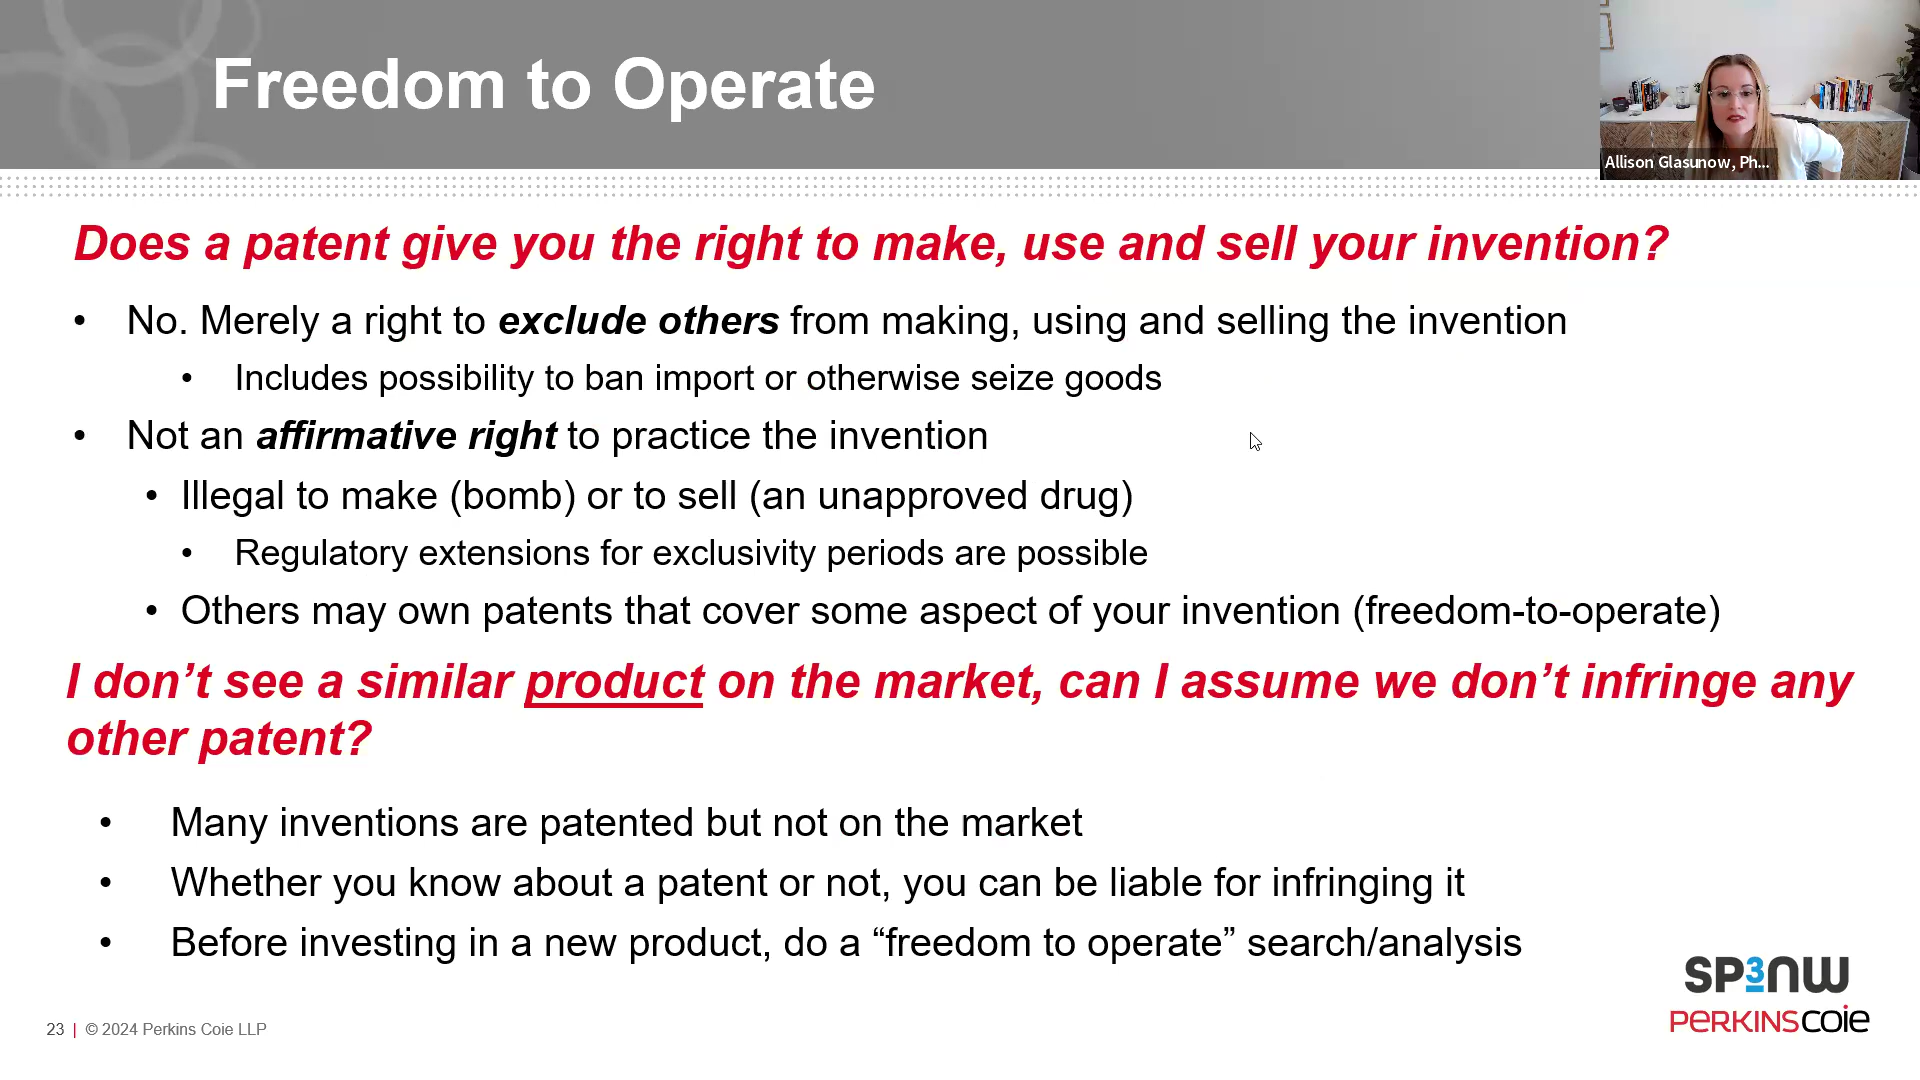 Freedom to Operate
Allison Glasunow, Ph...
Does a patent give you the right to make, use and sell your invention?
• No. Merely a right to exclude others from making, using and selling the invention
• Includes possibility to ban import or otherwise seize goods
• Not an affirmative right to practice the invention
• Illegal to make (bomb) or to sell (an unapproved drug)
• Regulatory extensions for exclusivity periods are possible
• Others may own patents that cover some aspect of your invention (freedom-to-operate)
I don’t see a similar product on the market, can I assume we don’t infringe any
other patent?
• Many inventions are patented but not on the market
• Whether you know about a patent or not, you can be liable for infringing it
• Before investing in a new product, do a “freedom to operate” search/analysis
SP3NW
PERKINSCOIE
23 | © 2024 Perkins Coie LLP